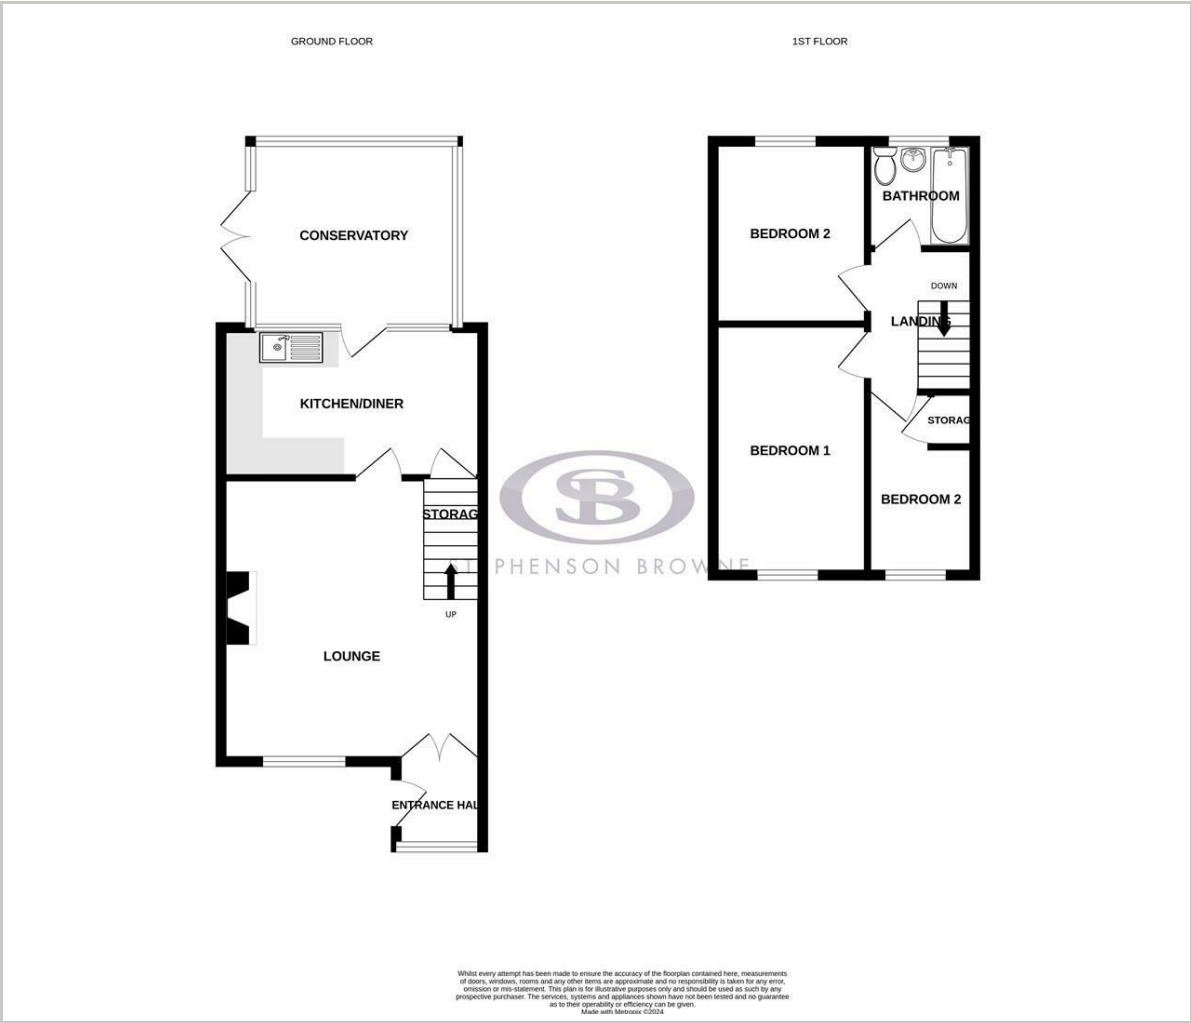 GROUND FLOOR
1ST FLOOR
CONSERVATORY
KITCHEN/DINER
STORAG
UP
LOUNGE
ENTRANCE HAL
BEDROOM 2
BATHROOM
DOWN
LANDING
STORAG
BEDROOM 1
BEDROOM 2
SB
STEPHENSON BROWNE
Whilst every attempt has been made to ensure the accuracy of the floorplan contained here, measurements
of doors, windows, rooms and any other items are approximate and no responsibility is taken for any error,
omission or mis-statement. This plan is for illustrative purposes only and should be used as such by any
prospective purchaser. The services, systems and appliances shown have not been tested and no guarantee
as to their operability or efficiency can be given.
Made with Metropix ©2024